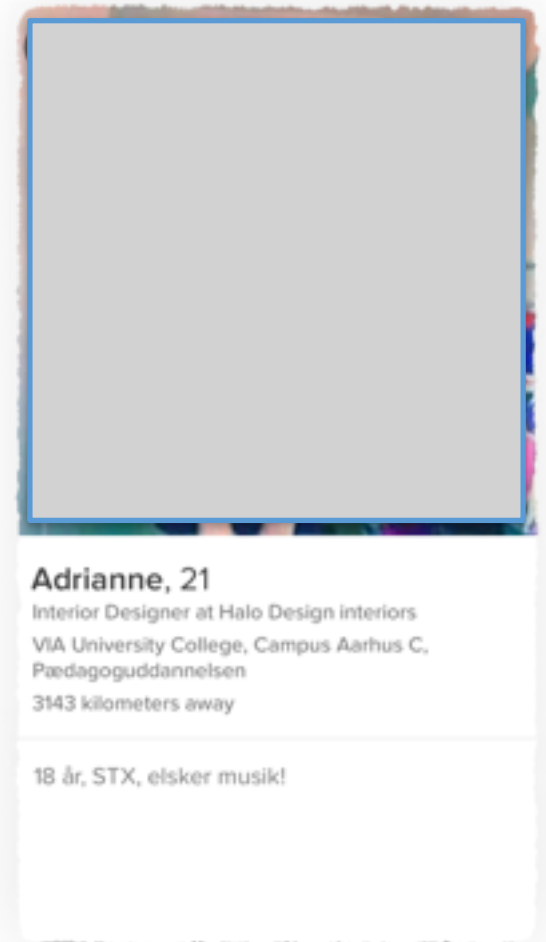 Adrianne, 21
Interior Designer at Halo Design interiors
VIA University College, Campus Aarhus C,
Pædagoguddannelsen
3143 kilometers away
18 år, STX, elsker musik!